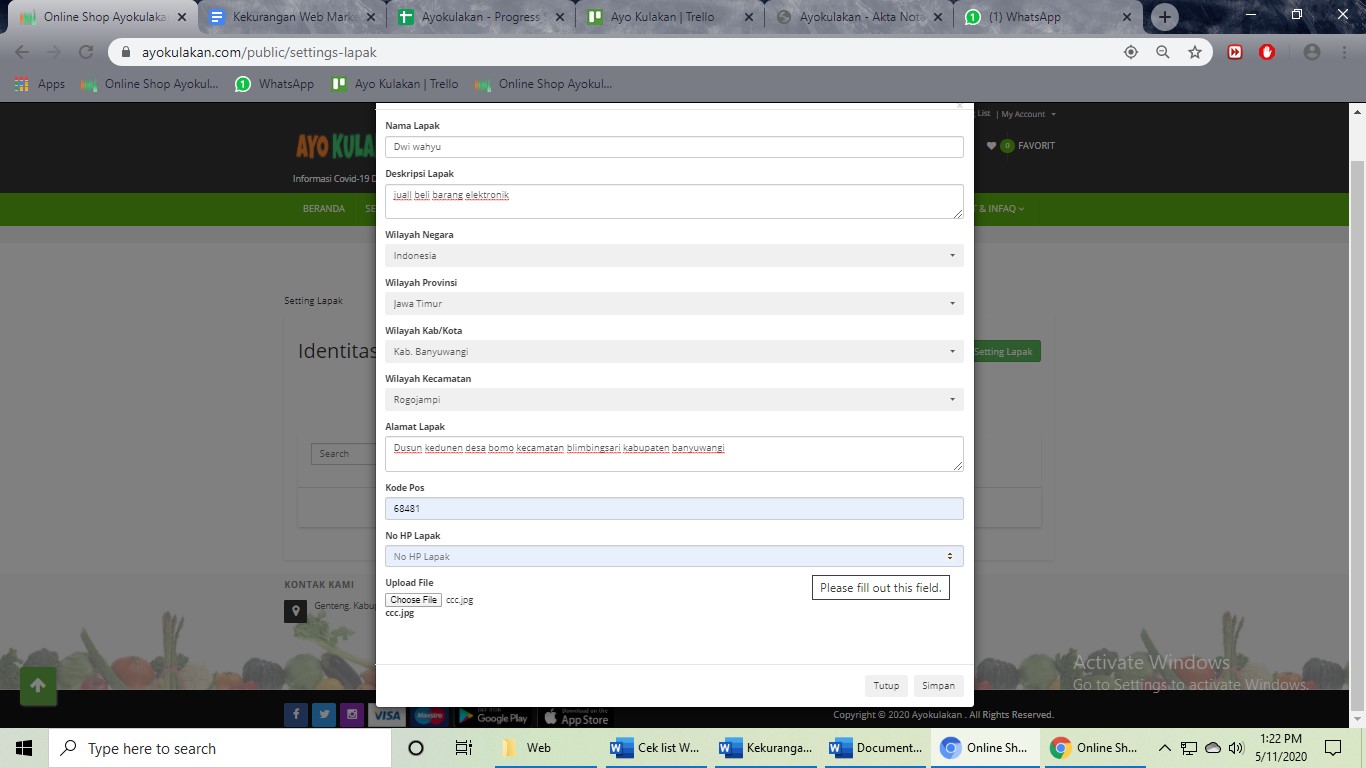 Online Shop Ayokulaka
Kekurangan Web Mark
Ayokulakan - Progress
Ayo Kulakan | Trello
Ayokulakan - Akta Nota
(1) WhatsApp
ayokulakan.com/public/settings-lapak
Apps
Online Shop Ayokul...
WhatsApp
Ayo Kulakan | Trello
Online Shop Ayokul...
List | My Account
AYO KULA
0 FAVORIT
Informasi Covid-19 D
BERANDA SE
& INFAQ
Setting Lapak
Identitas
Setting Lapak
Search
Nama Lapak
Dwi wahyu
Deskripsi Lapak
juall beli barang elektronik
Wilayah Negara
Indonesia
Wilayah Provinsi
Jawa Timur
Wilayah Kab/Kota
Kab. Banyuwangi
Wilayah Kecamatan
Rogojampi
Alamat Lapak
Dusun kedunen desa bomo kecamatan blimbingsari kabupaten banyuwangi
Kode Pos
68481
No HP Lapak
No HP Lapak
Please fill out this field.
Upload File
Choose File ccc.jpg
ccc.jpg
Tutup Simpan
KONTAK KAMI
Genteng, Kabup
Activate Windows
Go to Settings to activate Windows.
VISA Maestro Google Play App Store
Copyright © 2020 Ayokulakan . All Rights Reserved.
Type here to search
Web
Cek list W...
Kekuranga...
Document...
Online Sh...
Online Sh...
1:22 PM
5/11/2020